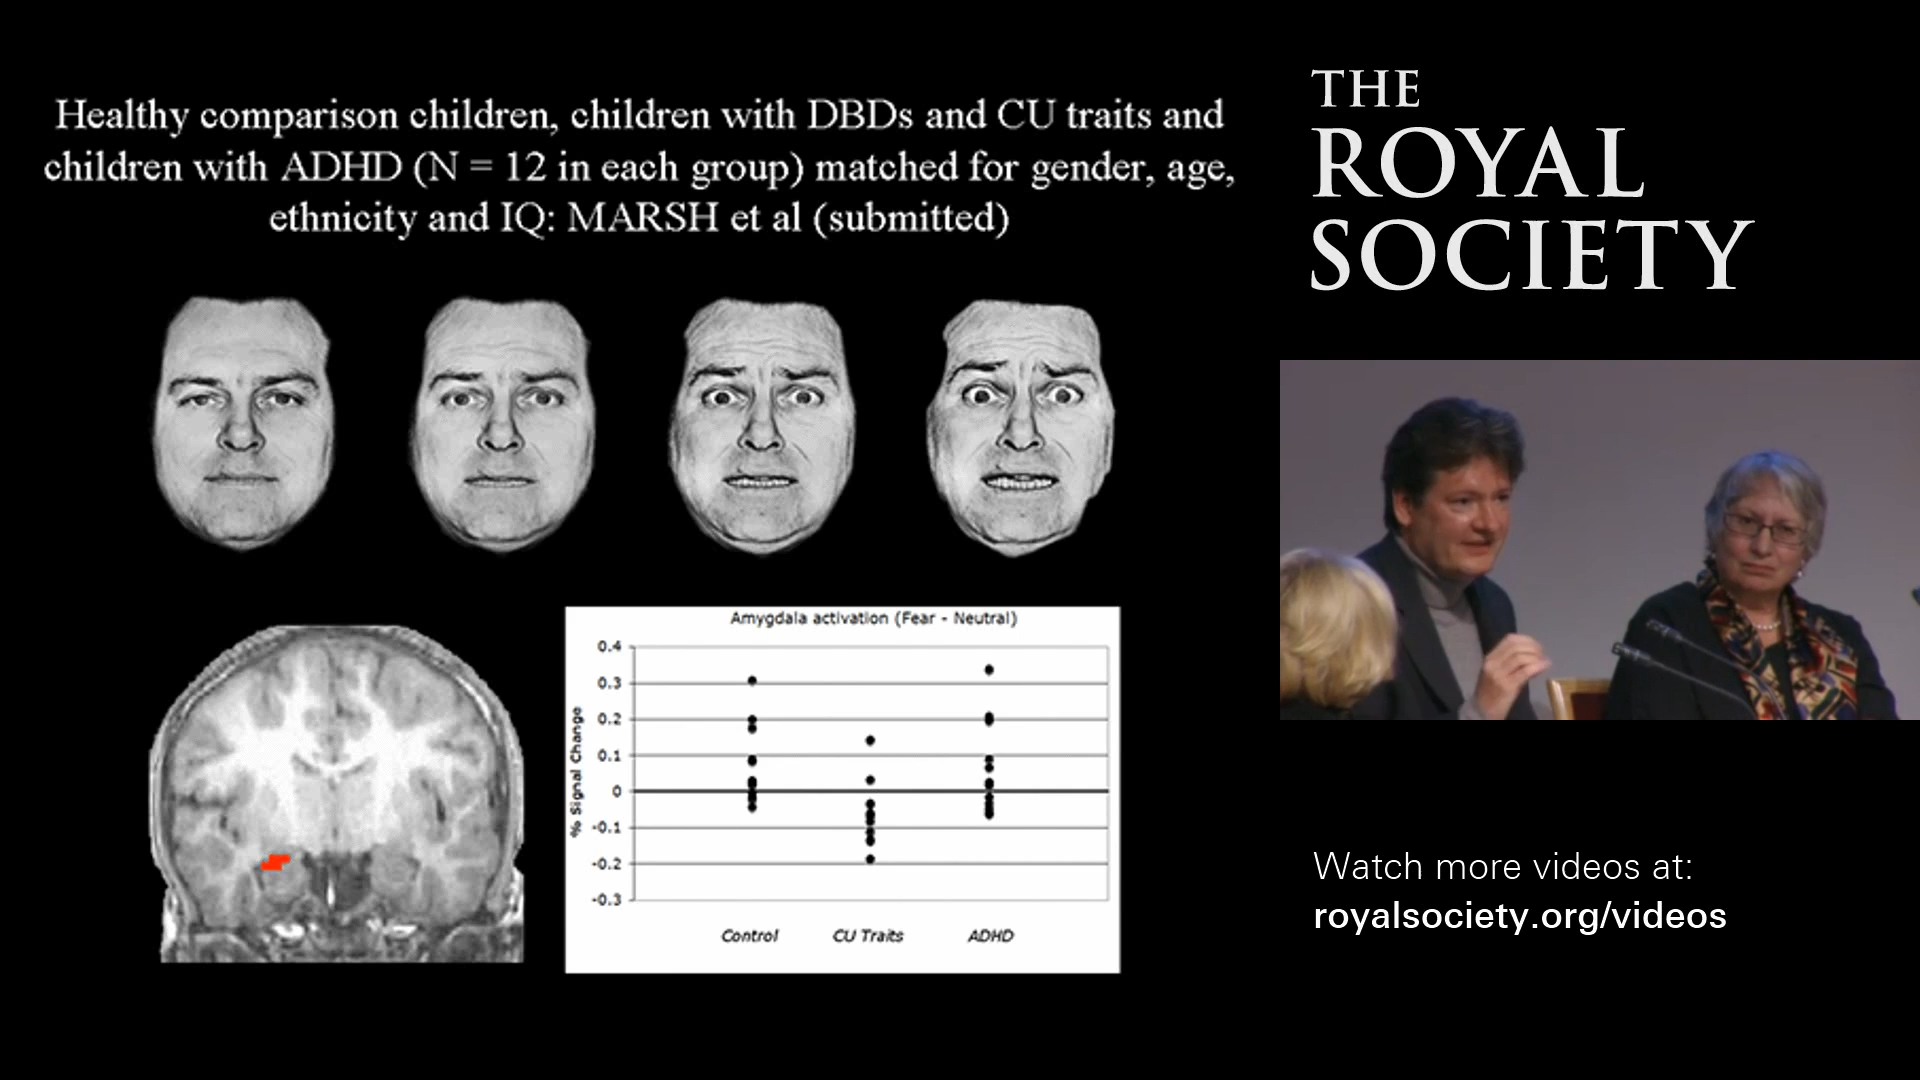 Healthy comparison children, children with DBDs and CU traits and
children with ADHD (N = 12 in each group) matched for gender, age,
ethnicity and IQ: MARSH et al (submitted)
Amygdala activation (Fear - Neutral)
% Signal Change
0.4
0.3
0.2
0.1
0
-0.1
-0.2
-0.3
Control
CU Traits
ADHD
THE
ROYAL
SOCIETY
Watch more videos at:
royalsociety.org/videos